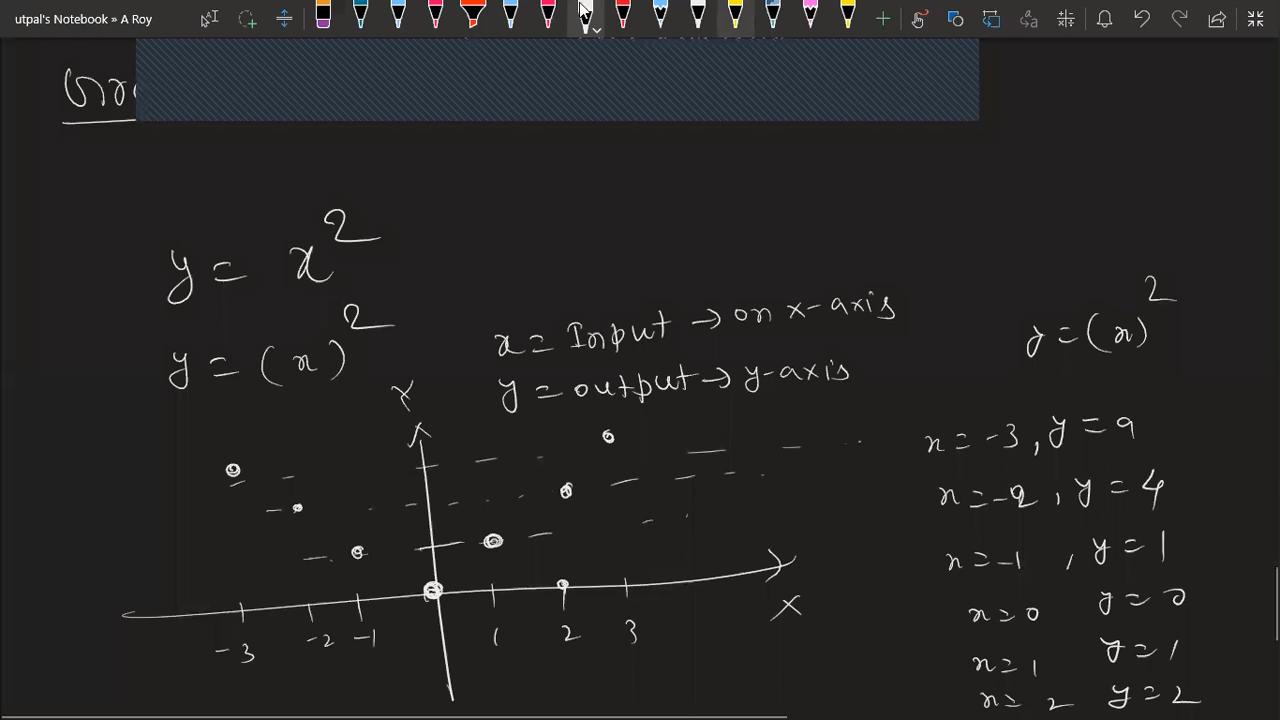 utpal's Notebook » A Roy
y = x²
y = (x)²
x = Input → on x-axis
y = output → y-axis
y = (x)²
x = -3, y = 9
x = -2, y = 4
x = -1, y = 1
x = 0 y = 0
x = 1 y = 1
x = 2 y = 2
Y
X
-3 -2 -1 1 2 3